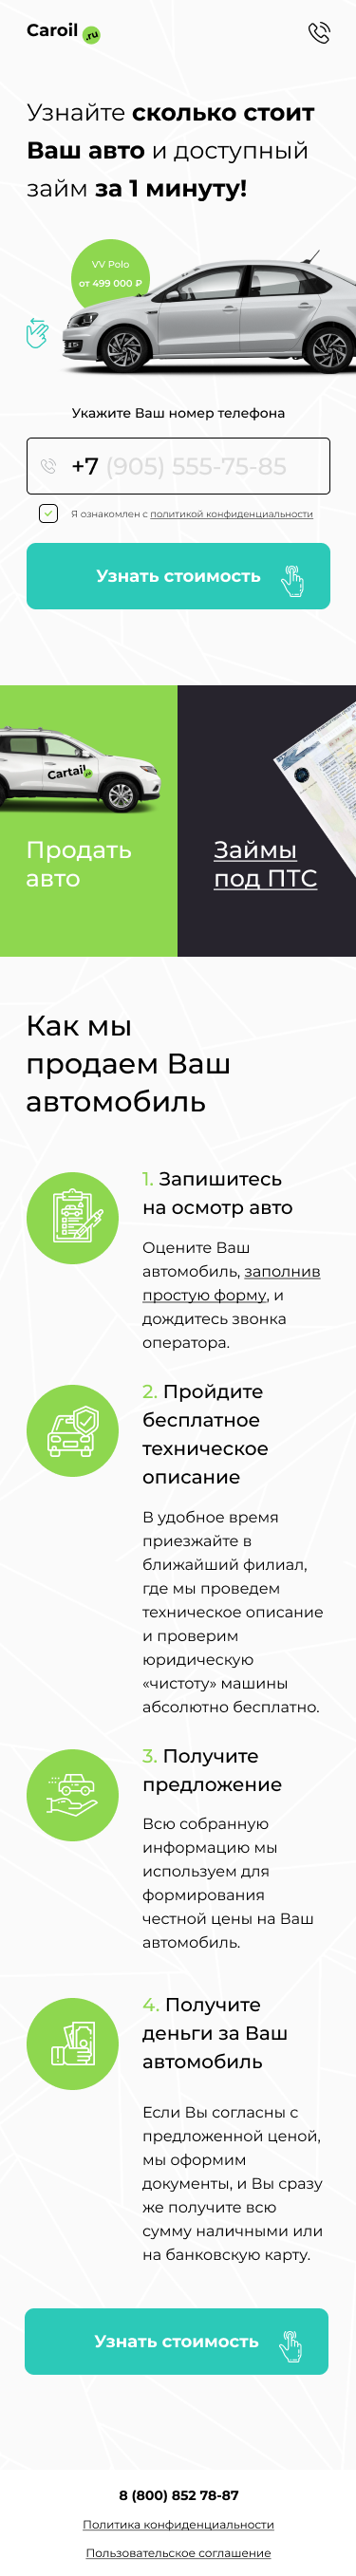 Caroil .ru
Узнайте сколько стоит
Ваш авто и доступный
займ за 1 минуту!
VV Polo
от 499 000 ₽
Укажите Ваш номер телефона
+7 (905) 555-75-85
Я ознакомлен с политикой конфиденциальности
Узнать стоимость
Cartail.ru
Продать
авто
Займы
под ПТС
Как мы
продаем Ваш
автомобиль
1. Запишитесь
на осмотр авто
Оцените Ваш
автомобиль, заполнив
простую форму, и
дождитесь звонка
оператора.
2. Пройдите
бесплатное
техническое
описание
В удобное время
приезжайте в
ближайший филиал,
где мы проведем
техническое описание
и проверим
юридическую
«чистоту» машины
абсолютно бесплатно.
3. Получите
предложение
Всю собранную
информацию мы
используем для
формирования
честной цены на Ваш
автомобиль.
4. Получите
деньги за Ваш
автомобиль
Если Вы согласны с
предложенной ценой,
мы оформим
документы, и Вы сразу
же получите всю
сумму наличными или
на банковскую карту.
Узнать стоимость
8 (800) 852 78-87
Политика конфиденциальности
Пользовательское соглашение